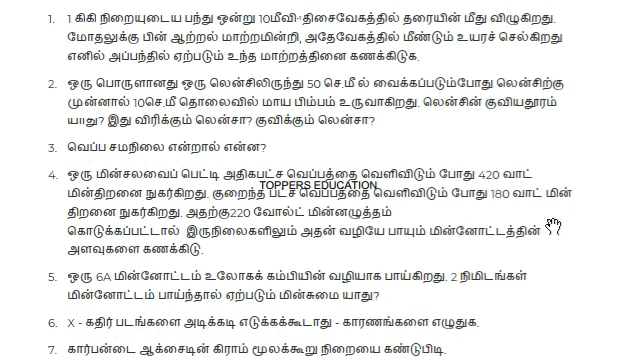 1. 1 கிகி நிறையுடைய பந்து ஒன்று 10மீவி-¹திசைவேகத்தில் தரையின் மீது விழுகிறது.
மோதலுக்கு பின் ஆற்றல் மாற்றமின்றி, அதேவேகத்தில் மீண்டும் உயரச் செல்கிறது
எனில் அப்பந்தில் ஏற்படும் உந்த மாற்றத்தினை கணக்கிடுக.
2. ஒரு பொருளானது ஒரு லென்சிலிருந்து 50 செ.மீ ல் வைக்கப்படும்போது லென்சிற்கு
முன்னால் 10செ.மீ தொலைவில் மாய பிம்பம் உருவாகிறது. லென்சின் குவியதூரம்
யாது? இது விரிக்கும் லென்சா? குவிக்கும் லென்சா?
3. வெப்ப சமநிலை என்றால் என்ன?
4. ஒரு மின்சலவைப் பெட்டி அதிகபட்ச வெப்பத்தை வெளிவிடும் போது 420 வாட்
மின்திறனை நுகர்கிறது. குறைந்த பட்ச வெப்பத்தை வெளிவிடும் போது 180 வாட் மின்
TOPPERS EDUCATION
திறனை நுகர்கிறது. அதற்கு220 வோல்ட் மின்னழுத்தம்
கொடுக்கப்பட்டால் இருநிலைகளிலும் அதன் வழியே பாயும் மின்னோட்டத்தின்
அளவுகளை கணக்கிடு.
5. ஒரு 6A மின்னோட்டம் உலோகக் கம்பியின் வழியாக பாய்கிறது. 2 நிமிடங்கள்
மின்னோட்டம் பாய்ந்தால் ஏற்படும் மின்சுமை யாது?
6. X - கதிர் படங்களை அடிக்கடி எடுக்கக்கூடாது - காரணங்களை எழுதுக.
7. கார்பன்டை ஆக்சைடின் கிராம் மூலக்கூறு நிறையை கண்டுபிடி.